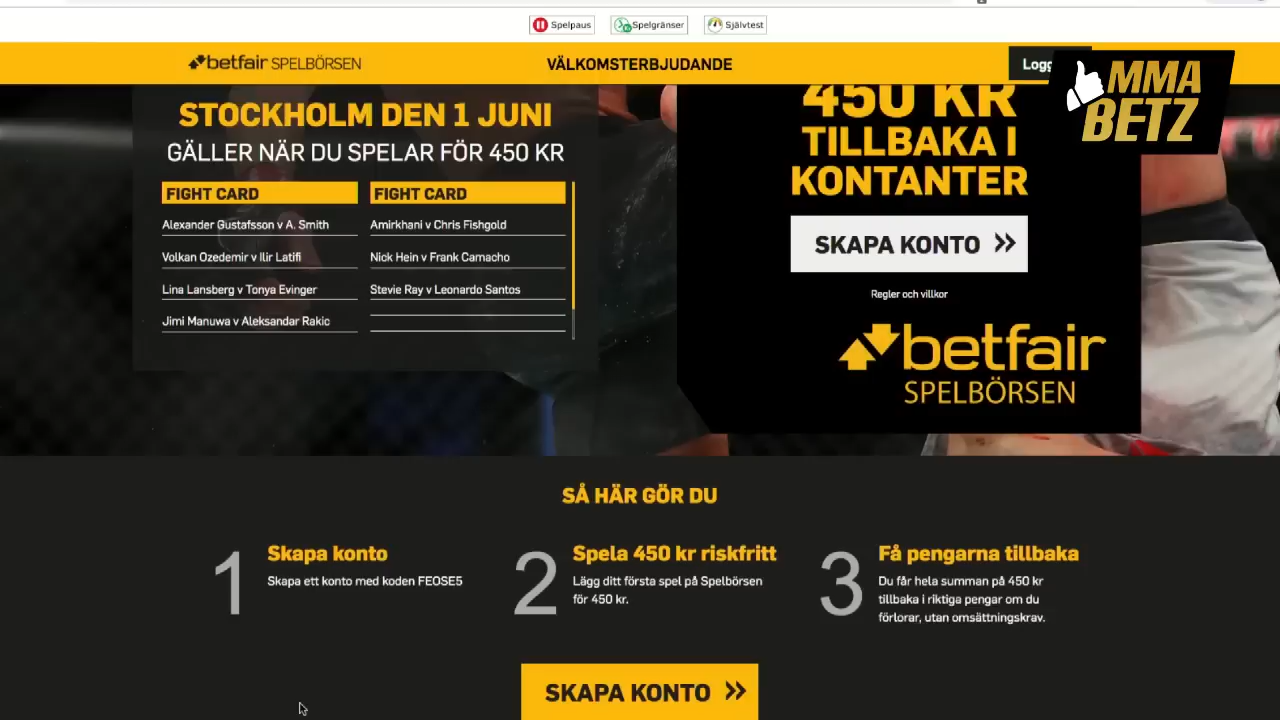 Spelpaus
Spelgränser
Självtest
betfair SPELBÖRSEN
VÄLKOMSTERBJUDANDE
Logg
MMA
BETZ
STOCKHOLM DEN 1 JUNI
GÄLLER NÄR DU SPELAR FÖR 450 KR
FIGHT CARD
Alexander Gustafsson v A. Smith
Volkan Ozedemir v Ilir Latifi
Lina Lansberg v Tonya Evinger
Jimi Manuwa v Aleksandar Rakic
FIGHT CARD
Amirkhani v Chris Fishgold
Nick Hein v Frank Camacho
Stevie Ray v Leonardo Santos
450 KR
TILLBAKA I
KONTANTER
SKAPA KONTO
Regler och villkor
betfair
SPELBÖRSEN
SÅ HÄR GÖR DU
1
Skapa konto
Skapa ett konto med koden FEOSE5
2
Spela 450 kr riskfritt
Lägg ditt första spel på Spelbörsen
för 450 kr.
3
Få pengarna tillbaka
Du får hela summan på 450 kr
tillbaka i riktiga pengar om du
förlorar, utan omsättningskrav.
SKAPA KONTO